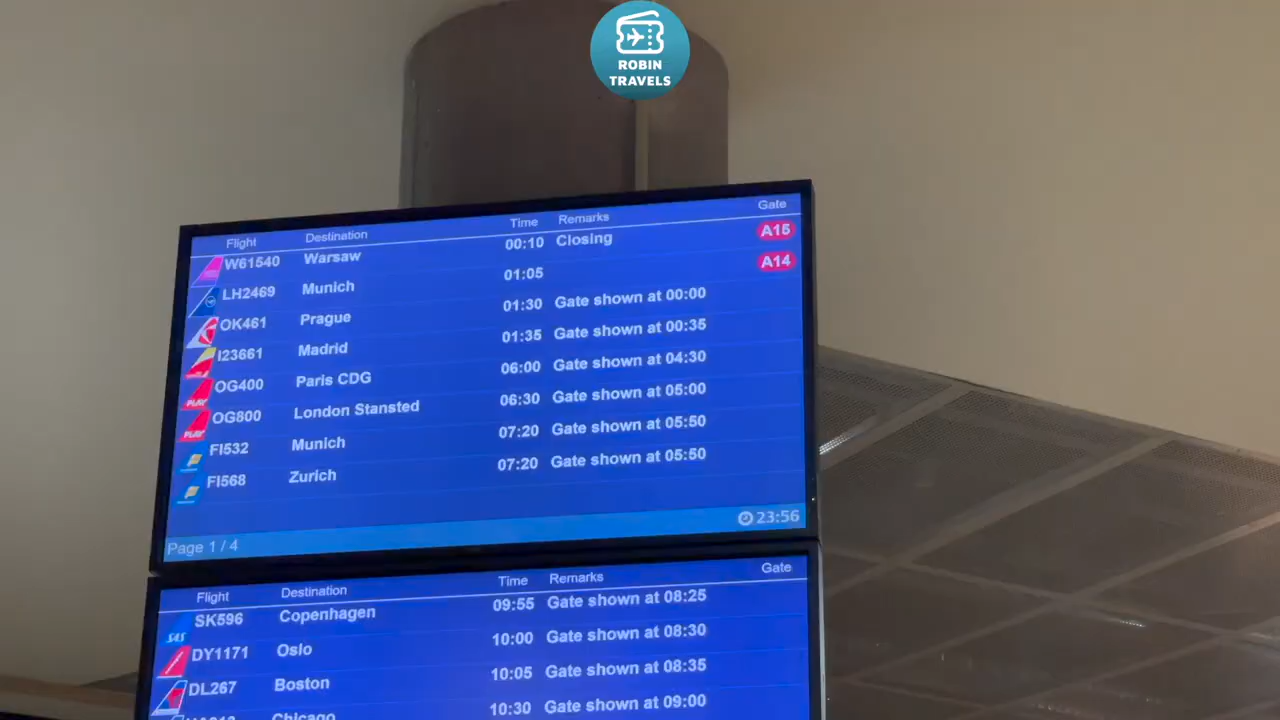 ROBIN
TRAVELS
Flight Destination Time Remarks Gate
W61540 Warsaw 00:10 Closing A15
LH2469 Munich 01:05 A14
OK461 Prague 01:30 Gate shown at 00:00
I23661 Madrid 01:35 Gate shown at 00:35
OG400 Paris CDG 06:00 Gate shown at 04:30
OG800 London Stansted 06:30 Gate shown at 05:00
FI532 Munich 07:20 Gate shown at 05:50
FI568 Zurich 07:20 Gate shown at 05:50
Page 1 / 4 23:56
Flight Destination Time Remarks Gate
SAS SK596 Copenhagen 09:55 Gate shown at 08:25
DY1171 Oslo 10:00 Gate shown at 08:30
DL267 Boston 10:05 Gate shown at 08:35
Chicago 10:30 Gate shown at 09:00